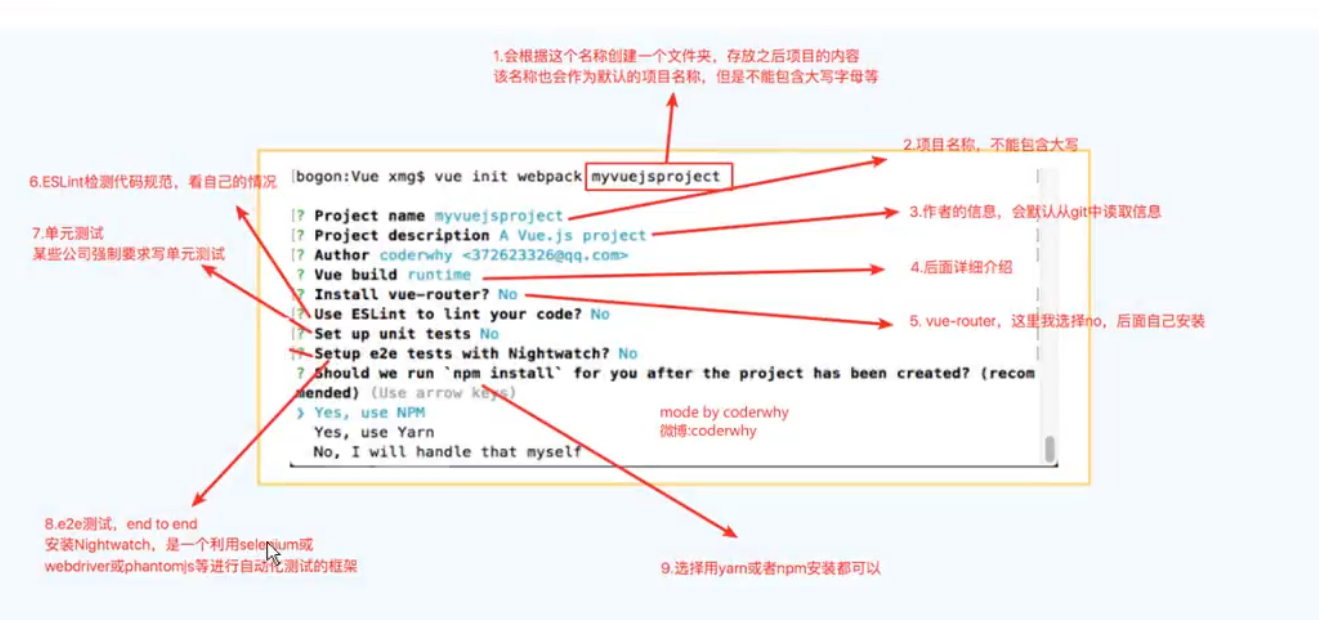 1.会根据这个名称创建一个文件夹，存放之后项目的内容
该名称也会作为默认的项目名称，但是不能包含大写字母等
2.项目名称，不能包含大写
6.ESLint检测代码规范，看自己的情况
[bogon:Vue xmg$ vue init webpack myvuejsproject ]
[? Project name myvuejsproject
3.作者的信息，会默认从git中读取信息
7.单元测试
某些公司强制要求写单元测试
[? Project description A Vue.js project ]
[? Author coderwhy <372623326@qq.com>
4.后面详细介绍
? Vue build runtime
[? Install vue-router? No ]
5. vue-router，这里我选择no，后面自己安装
[? Use ESLint to lint your code? No
[? Set up unit tests No ]
[? Setup e2e tests with Nightwatch? No ]
? Should we run `npm install` for you after the project has been created? (recom
mended) (Use arrow keys)
❯ Yes, use NPM
Yes, use Yarn
No, I will handle that myself
mode by coderwhy
微博:coderwhy
8.e2e测试，end to end
安装Nightwatch，是一个利用selenium或
webdriver或phantomjs等进行自动化测试的框架
9.选择用yarn或者npm安装都可以